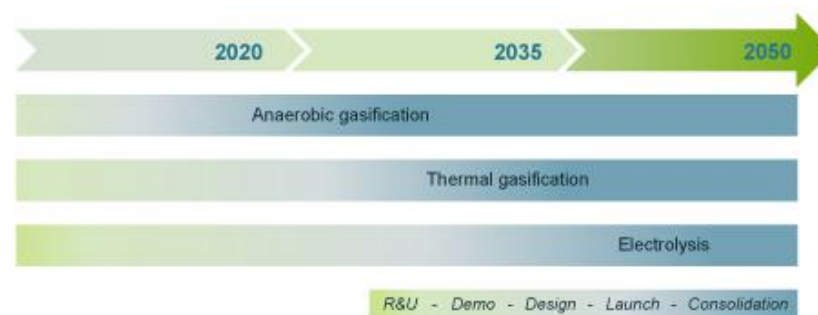 2020 2035 2050
Anaerobic gasification
Thermal gasification
Electrolysis
R&U - Demo - Design - Launch - Consolidation